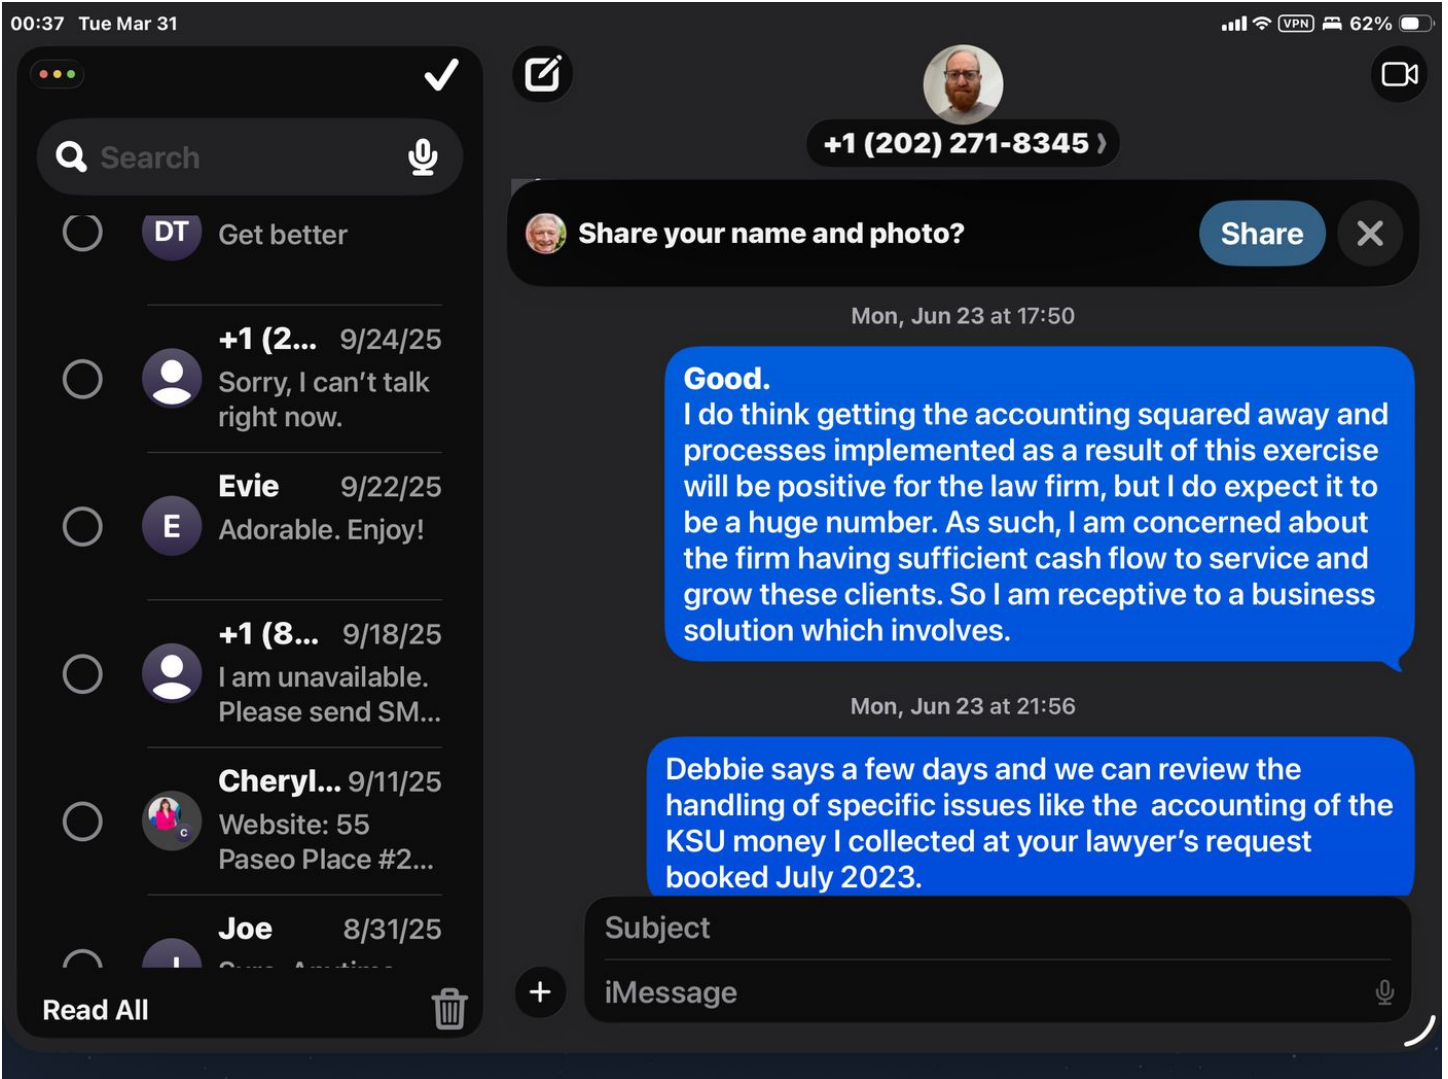 00:37 Tue Mar 31
VPN 62%
Search
DT Get better
+1 (2... 9/24/25
Sorry, I can't talk
right now.
Evie 9/22/25
E Adorable. Enjoy!
+1 (8... 9/18/25
I am unavailable.
Please send SM...
Cheryl... 9/11/25
C Website: 55
Paseo Place #2...
Joe 8/31/25
Read All
+1 (202) 271-8345 ›
Share your name and photo? Share
Mon, Jun 23 at 17:50
Good.
I do think getting the accounting squared away and
processes implemented as a result of this exercise
will be positive for the law firm, but I do expect it to
be a huge number. As such, I am concerned about
the firm having sufficient cash flow to service and
grow these clients. So I am receptive to a business
solution which involves.
Mon, Jun 23 at 21:56
Debbie says a few days and we can review the
handling of specific issues like the  accounting of the
KSU money I collected at your lawyer's request
booked July 2023.
Subject
iMessage